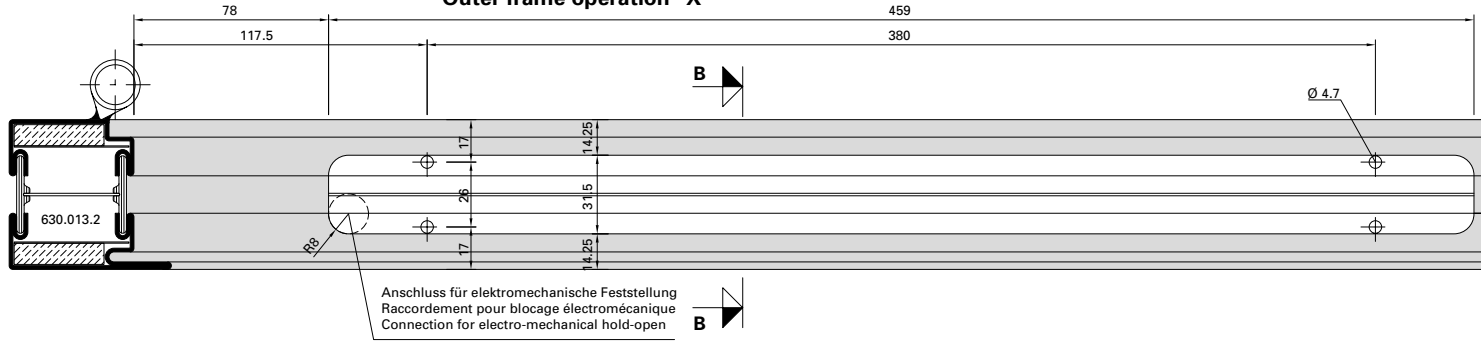 Outer frame operation "X"
78
459
117.5
380
B
Ø 4.7
17
14.25
26
31.5
630.013.2
R8
17
14.25
Anschluss für elektromechanische Feststellung
Raccordement pour blocage électromécanique
Connection for electro-mechanical hold-open
B